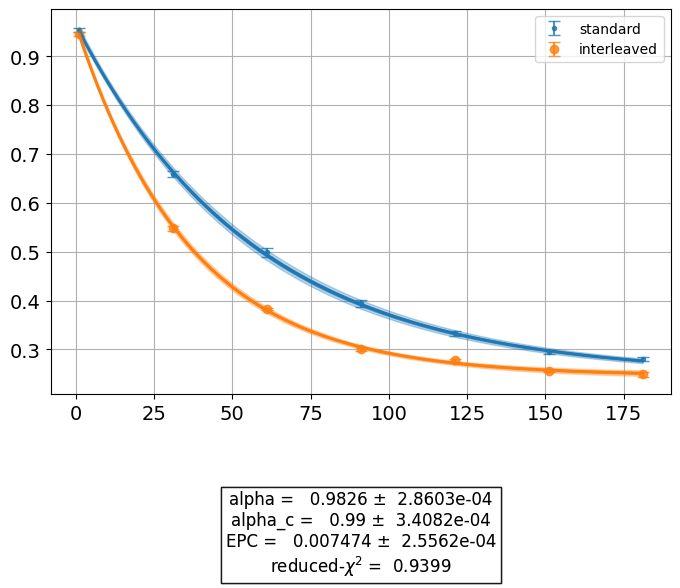 standard
interleaved
0.9
0.8
0.7
0.6
0.5
0.4
0.3
0 25 50 75 100 125 150 175
alpha = 0.9826 ± 2.8603e-04
alpha_c = 0.99 ± 3.4082e-04
EPC = 0.007474 ± 2.5562e-04
reduced-χ² = 0.9399